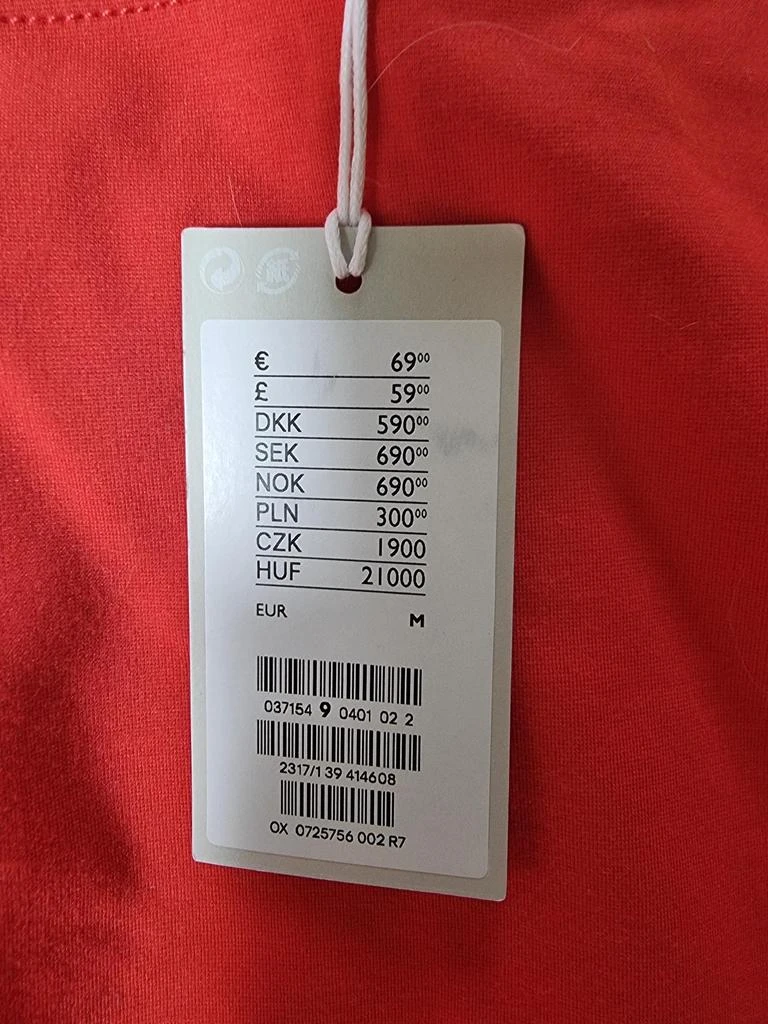 € 69⁰⁰
£ 59⁰⁰
DKK 590⁰⁰
SEK 690⁰⁰
NOK 690⁰⁰
PLN 300⁰⁰
CZK 1900
HUF 21000
EUR M
037154 9 0401 02 2
2317/1 39 414608
OX 0725756 002 R7